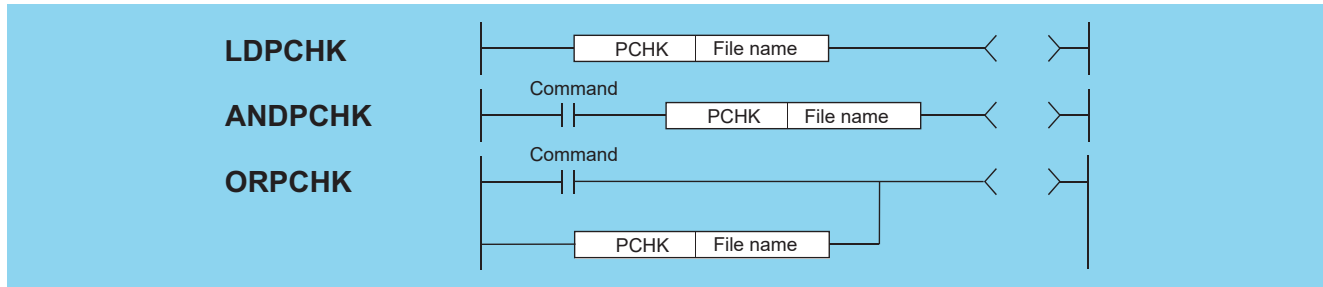 LDPCHK
PCHK File name
Command
ANDPCHK
PCHK File name
Command
ORPCHK
PCHK File name